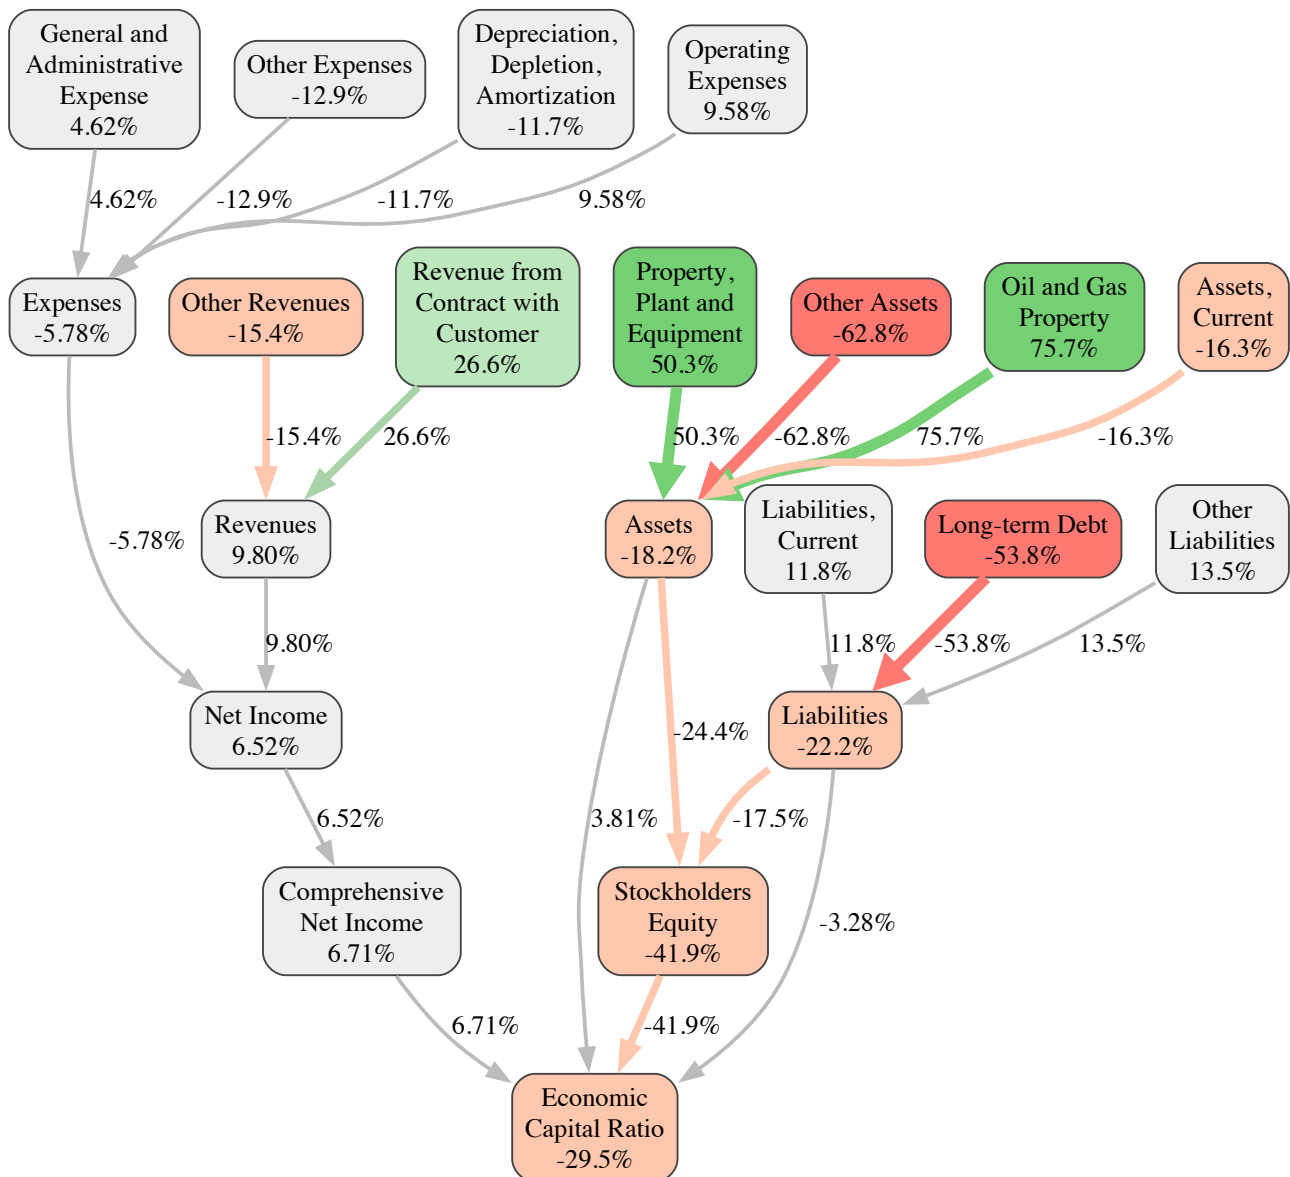 General and
Administrative
Expense
4.62%
Other Expenses
-12.9%
Depreciation,
Depletion,
Amortization
-11.7%
Operating
Expenses
9.58%
4.62%
-12.9%
-11.7%
9.58%
Expenses
-5.78%
Other Revenues
-15.4%
Revenue from
Contract with
Customer
26.6%
Property,
Plant and
Equipment
50.3%
Other Assets
-62.8%
Oil and Gas
Property
75.7%
Assets,
Current
-16.3%
-15.4%
26.6%
50.3%
-62.8%
75.7%
-16.3%
-5.78%
Revenues
9.80%
Assets
-18.2%
Liabilities,
Current
11.8%
Long-term Debt
-53.8%
Other
Liabilities
13.5%
9.80%
11.8%
-53.8%
13.5%
Net Income
6.52%
-24.4%
Liabilities
-22.2%
6.52%
3.81%
-17.5%
Comprehensive
Net Income
6.71%
Stockholders
Equity
-41.9%
-3.28%
6.71%
-41.9%
Economic
Capital Ratio
-29.5%